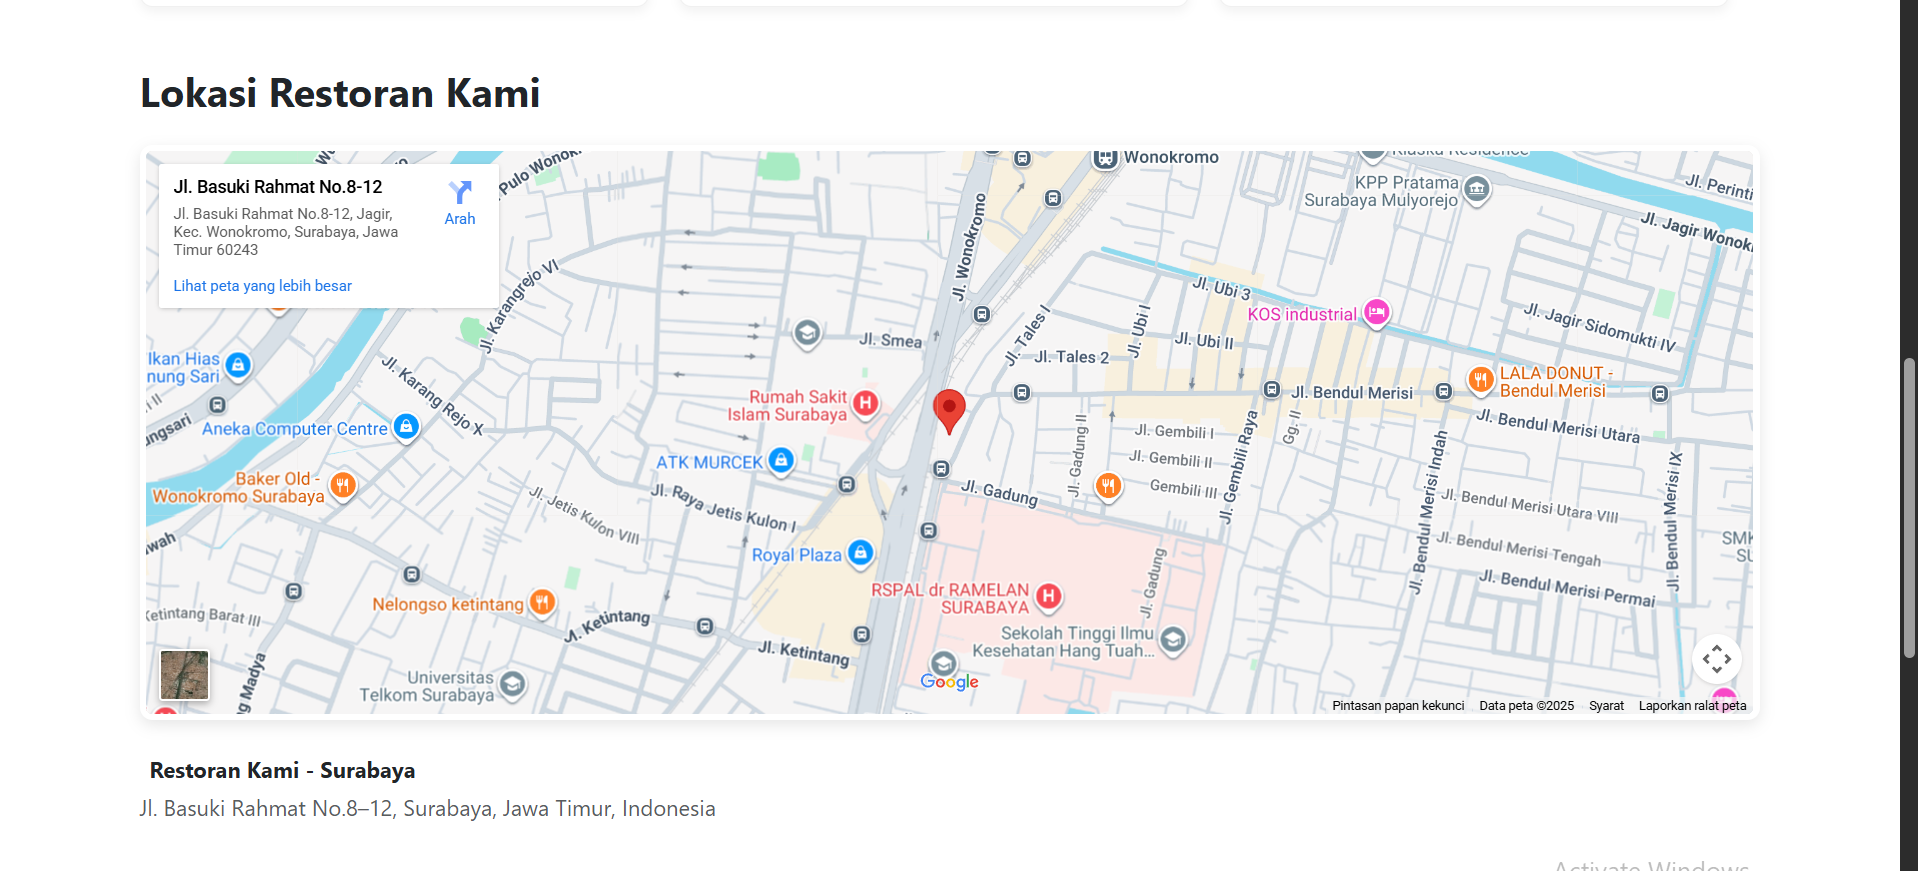 Lokasi Restoran Kami
Jl. Basuki Rahmat No.8-12
Jl. Basuki Rahmat No.8-12, Jagir,
Kec. Wonokromo, Surabaya, Jawa
Timur 60243
Arah
Lihat peta yang lebih besar
Pulo Wonok
Wonokromo
KPP Pratama
Surabaya Mulyorejo
Jl. Perinti
Jl. Jagir Wonok
Jl. Wonokromo
Jl. Karangrejo VI
Jl. Ubi 3
KOS industrial
Jl. Jagir Sidomukti IV
Jl. Smea
Jl. Tales I
Jl. Tales 2
Jl. Ubi I
Jl. Ubi II
Ikan Hias
nung Sari
Jl. Karang Rejo X
Rumah Sakit
Islam Surabaya
Jl. Bendul Merisi
LALA DONUT -
Bendul Merisi
ngsari
Aneka Computer Centre
Jl. Gadung II
Jl. Gembili I
Jl. Gembili II
Gembili III
Jl. Gembili Raya
Gg. II
Jl. Bendul Merisi Utara
ATK MURCEK
Baker Old -
Wonokromo Surabaya
Jl. Jetis Kulon VIII
Jl. Raya Jetis Kulon I
Jl. Gadung
Jl. Bendul Merisi Indah
Jl. Bendul Merisi Utara VIII
Jl. Bendul Merisi IX
awah
Royal Plaza
Jl. Bendul Merisi Tengah
SMK
SU
RSPAL dr RAMELAN
SURABAYA
Jl. Gadung
Jl. Bendul Merisi Permai
Ketintang Barat III
Nelongso ketintang
Jl. Ketintang
Jl. Ketintang
Sekolah Tinggi Ilmu
Kesehatan Hang Tuah...
g Madya
Universitas
Telkom Surabaya
Google
Pintasan papan kekunci Data peta ©2025 Syarat Laporkan ralat peta
Restoran Kami - Surabaya
Jl. Basuki Rahmat No.8–12, Surabaya, Jawa Timur, Indonesia
Activate Windows